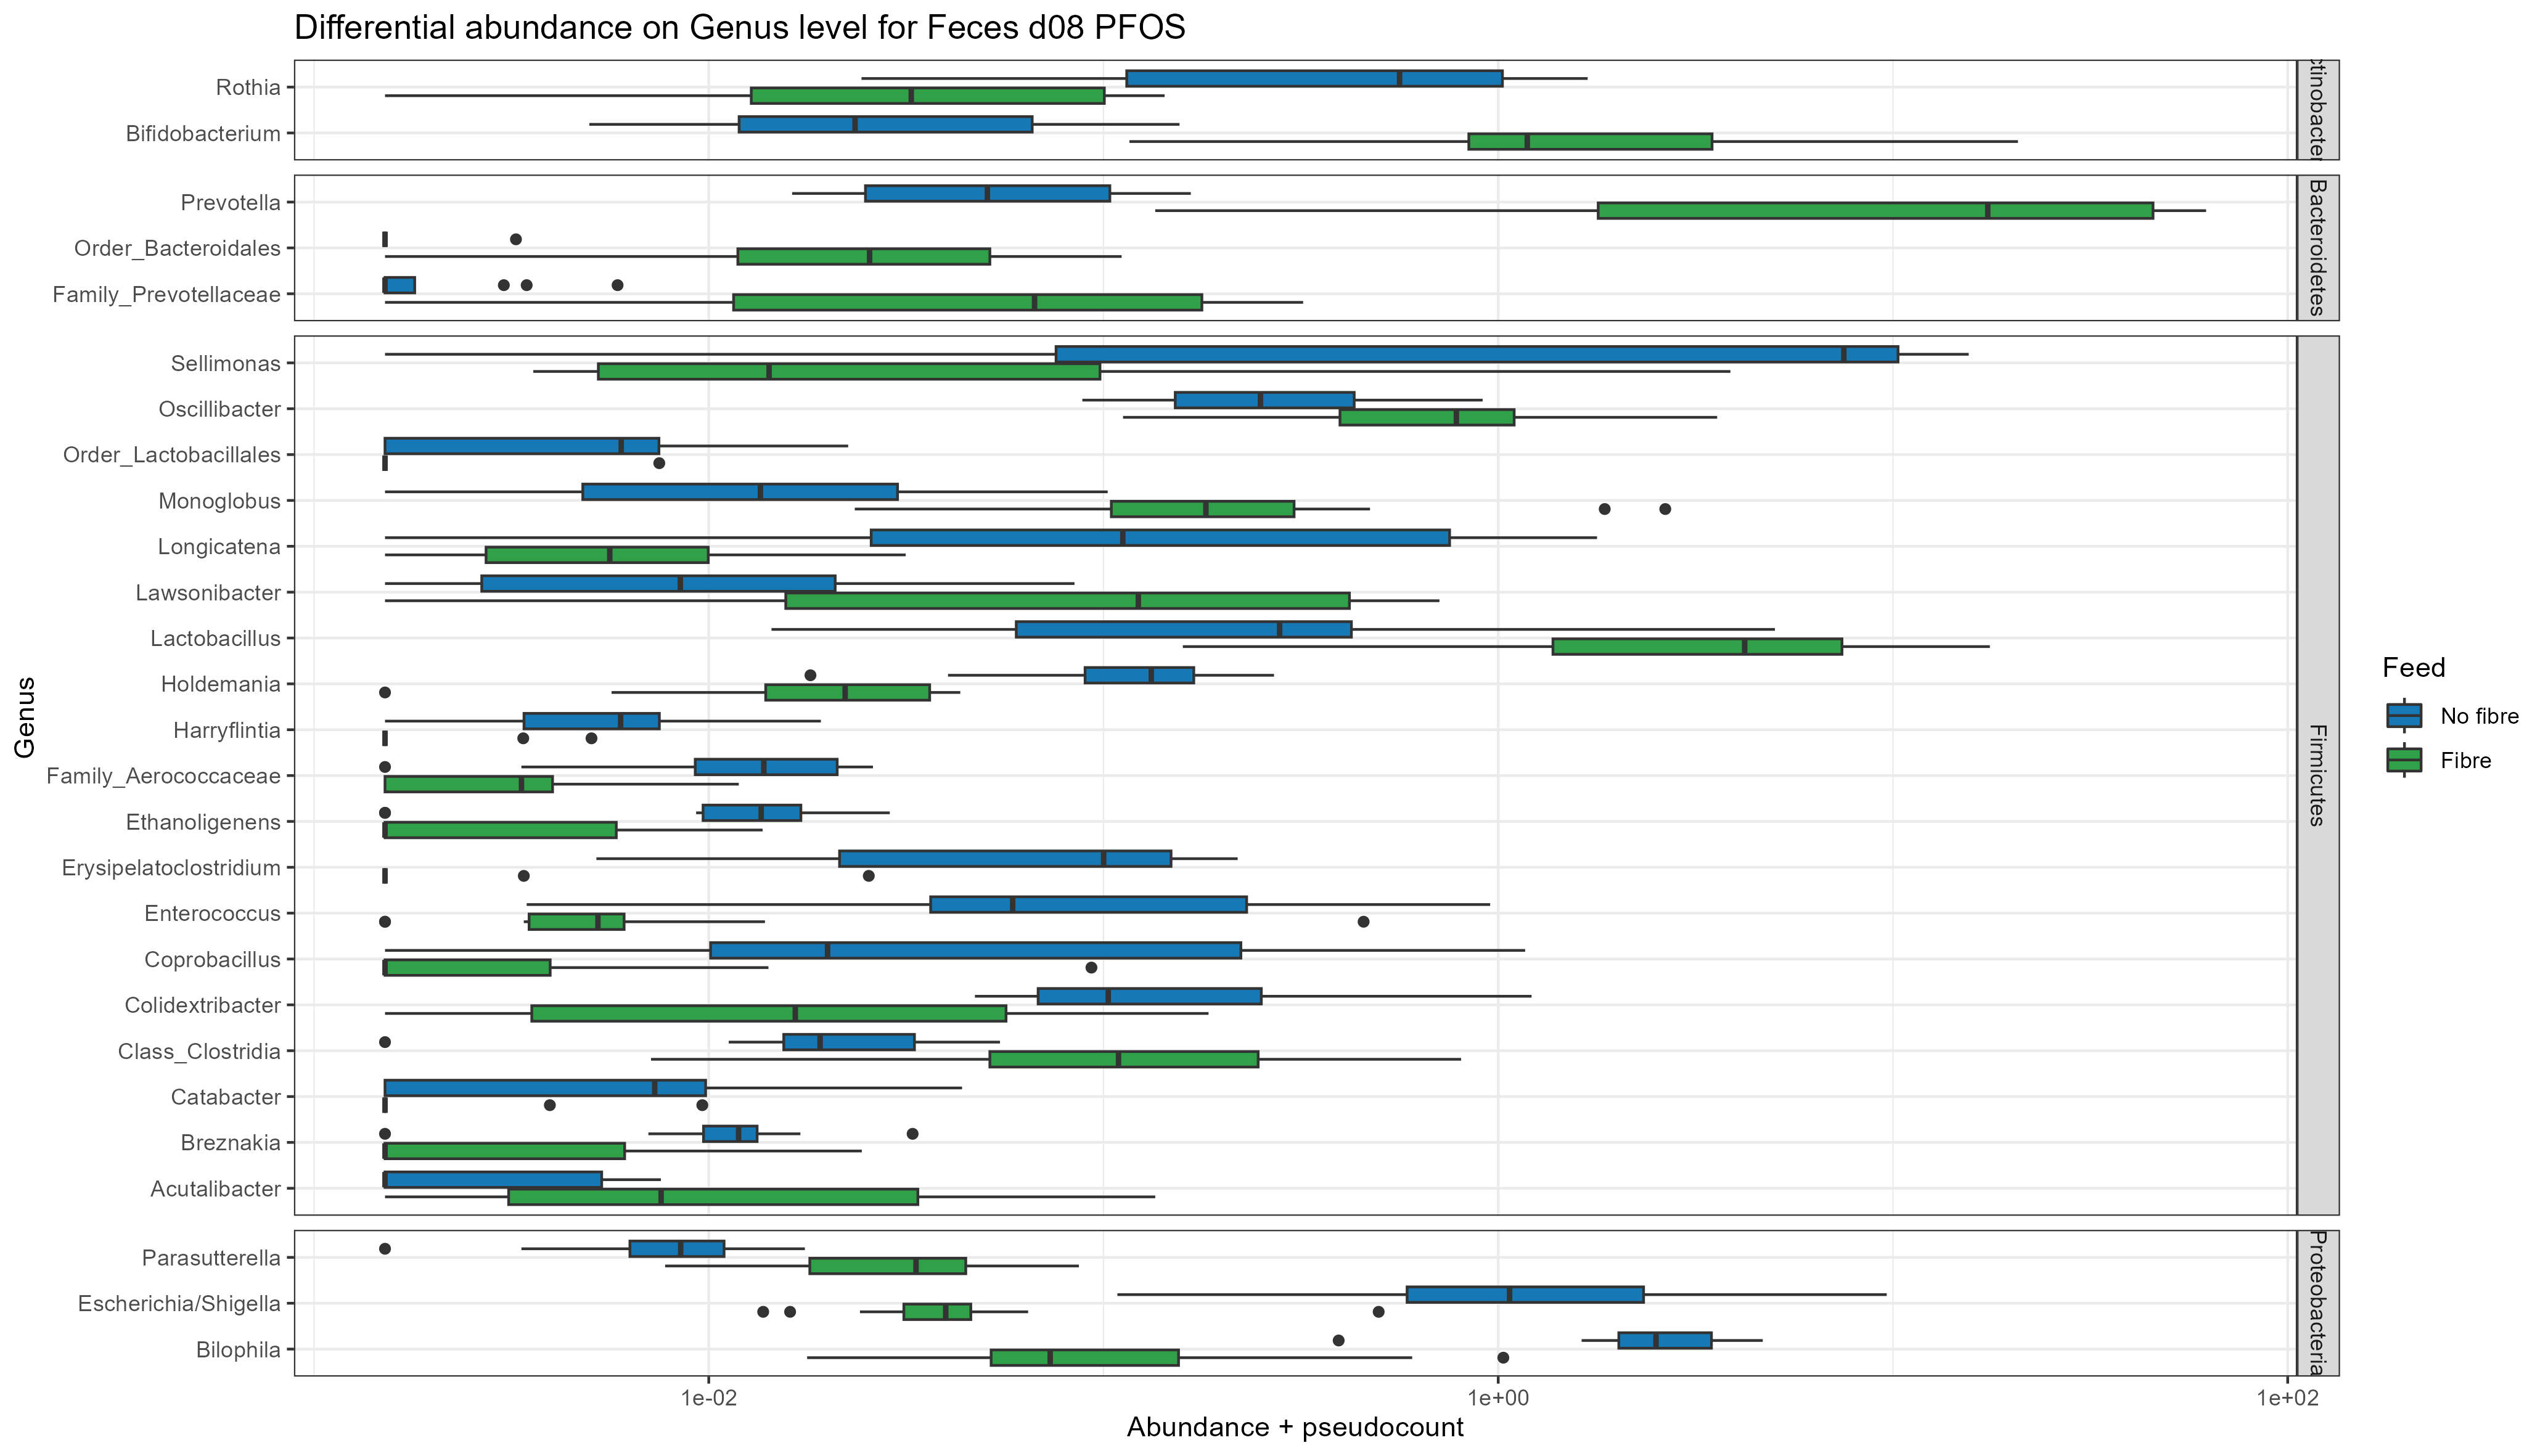 Differential abundance on Genus level for Feces d08 PFOS
Rothia
Bifidobacterium
ctinobacter
Prevotella
Order_Bacteroidales
Family_Prevotellaceae
Bacteroidetes
Sellimonas
Oscillibacter
Order_Lactobacillales
Monoglobus
Longicatena
Lawsonibacter
Lactobacillus
Holdemania
Harryflintia
Family_Aerococcaceae
Ethanoligenens
Erysipelatoclostridium
Enterococcus
Coprobacillus
Colidextribacter
Class_Clostridia
Catabacter
Breznakia
Acutalibacter
Firmicutes
Parasutterella
Escherichia/Shigella
Bilophila
Proteobacteria
Genus
1e-02
1e+00
1e+02
Abundance + pseudocount
Feed
No fibre
Fibre